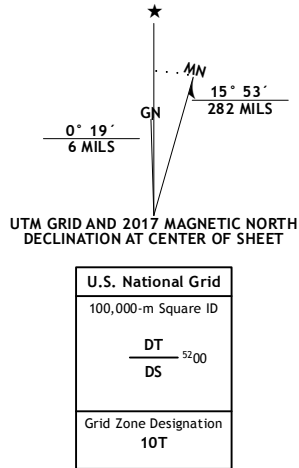 ★
MN
GN
15° 53´
282 MILS
0° 19´
6 MILS
UTM GRID AND 2017 MAGNETIC NORTH
DECLINATION AT CENTER OF SHEET
U.S. National Grid
100,000-m Square ID
DT
5200
DS
Grid Zone Designation
10T